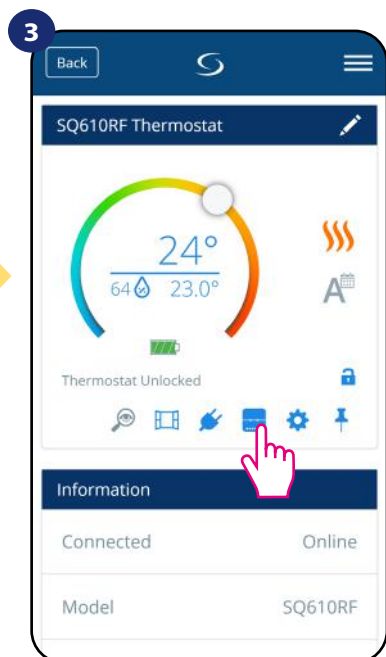 3
Back
SQ610RF Thermostat
24°
64 % 23.0°
A
Thermostat Unlocked
Information
Connected Online
Model SQ610RF